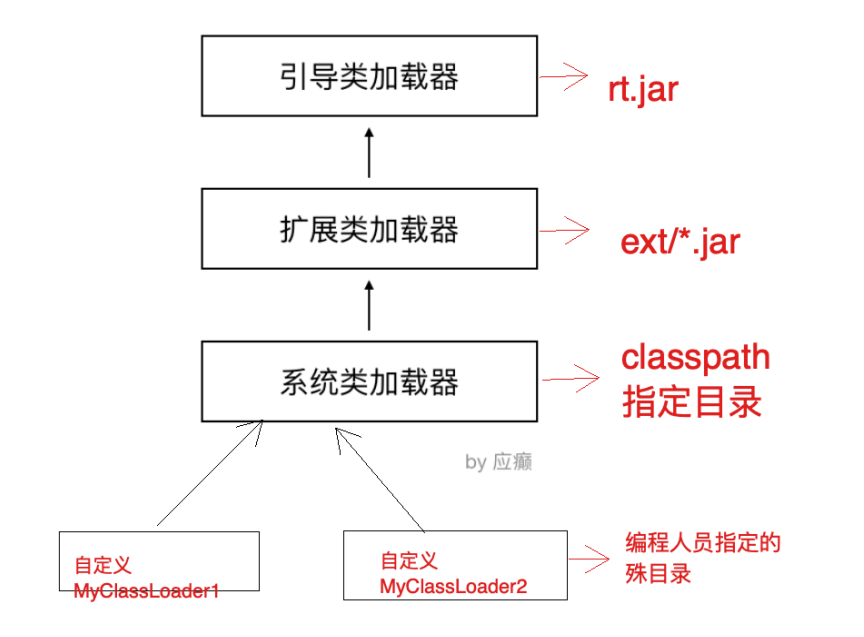 引导类加载器
rt.jar
扩展类加载器
ext/*.jar
系统类加载器
classpath
指定目录
by 应癫
自定义
MyClassLoader1
自定义
MyClassLoader2
编程人员指定的
殊目录